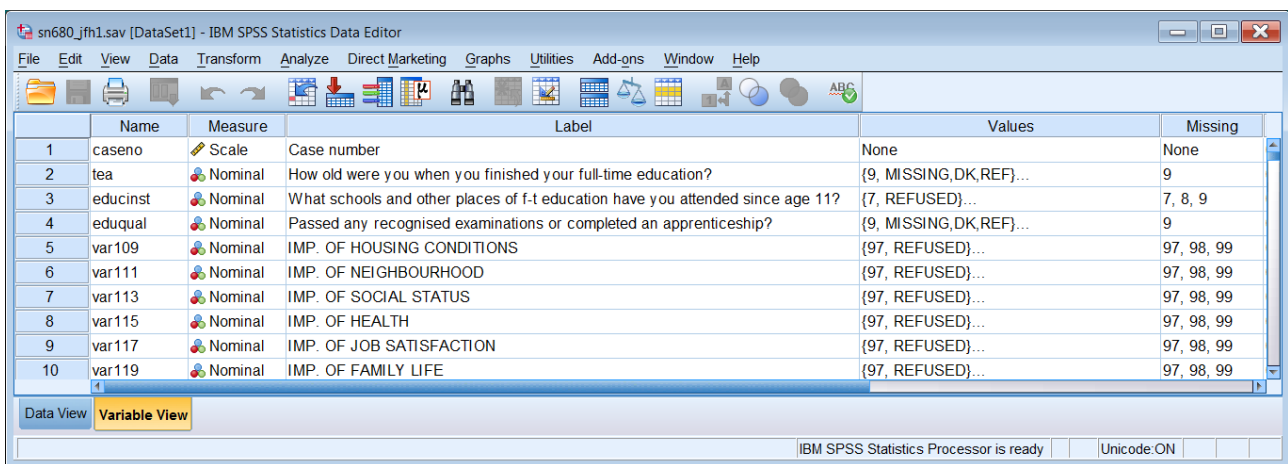 sn680_jfh1.sav [DataSet1] - IBM SPSS Statistics Data Editor
File Edit View Data Transform Analyze Direct Marketing Graphs Utilities Add-ons Window Help
A 1 4 μ ABC
Name Measure Label Values Missing
1 caseno Scale Case number None None
2 tea Nominal How old were you when you finished your full-time education? {9, MISSING,DK,REF}... 9
3 educinst Nominal What schools and other places of f-t education have you attended since age 11? {7, REFUSED}... 7, 8, 9
4 eduqual Nominal Passed any recognised examinations or completed an apprenticeship? {9, MISSING,DK,REF}... 9
5 var109 Nominal IMP. OF HOUSING CONDITIONS {97, REFUSED}... 97, 98, 99
6 var111 Nominal IMP. OF NEIGHBOURHOOD {97, REFUSED}... 97, 98, 99
7 var113 Nominal IMP. OF SOCIAL STATUS {97, REFUSED}... 97, 98, 99
8 var115 Nominal IMP. OF HEALTH {97, REFUSED}... 97, 98, 99
9 var117 Nominal IMP. OF JOB SATISFACTION {97, REFUSED}... 97, 98, 99
10 var119 Nominal IMP. OF FAMILY LIFE {97, REFUSED}... 97, 98, 99
Data View Variable View
IBM SPSS Statistics Processor is ready Unicode:ON